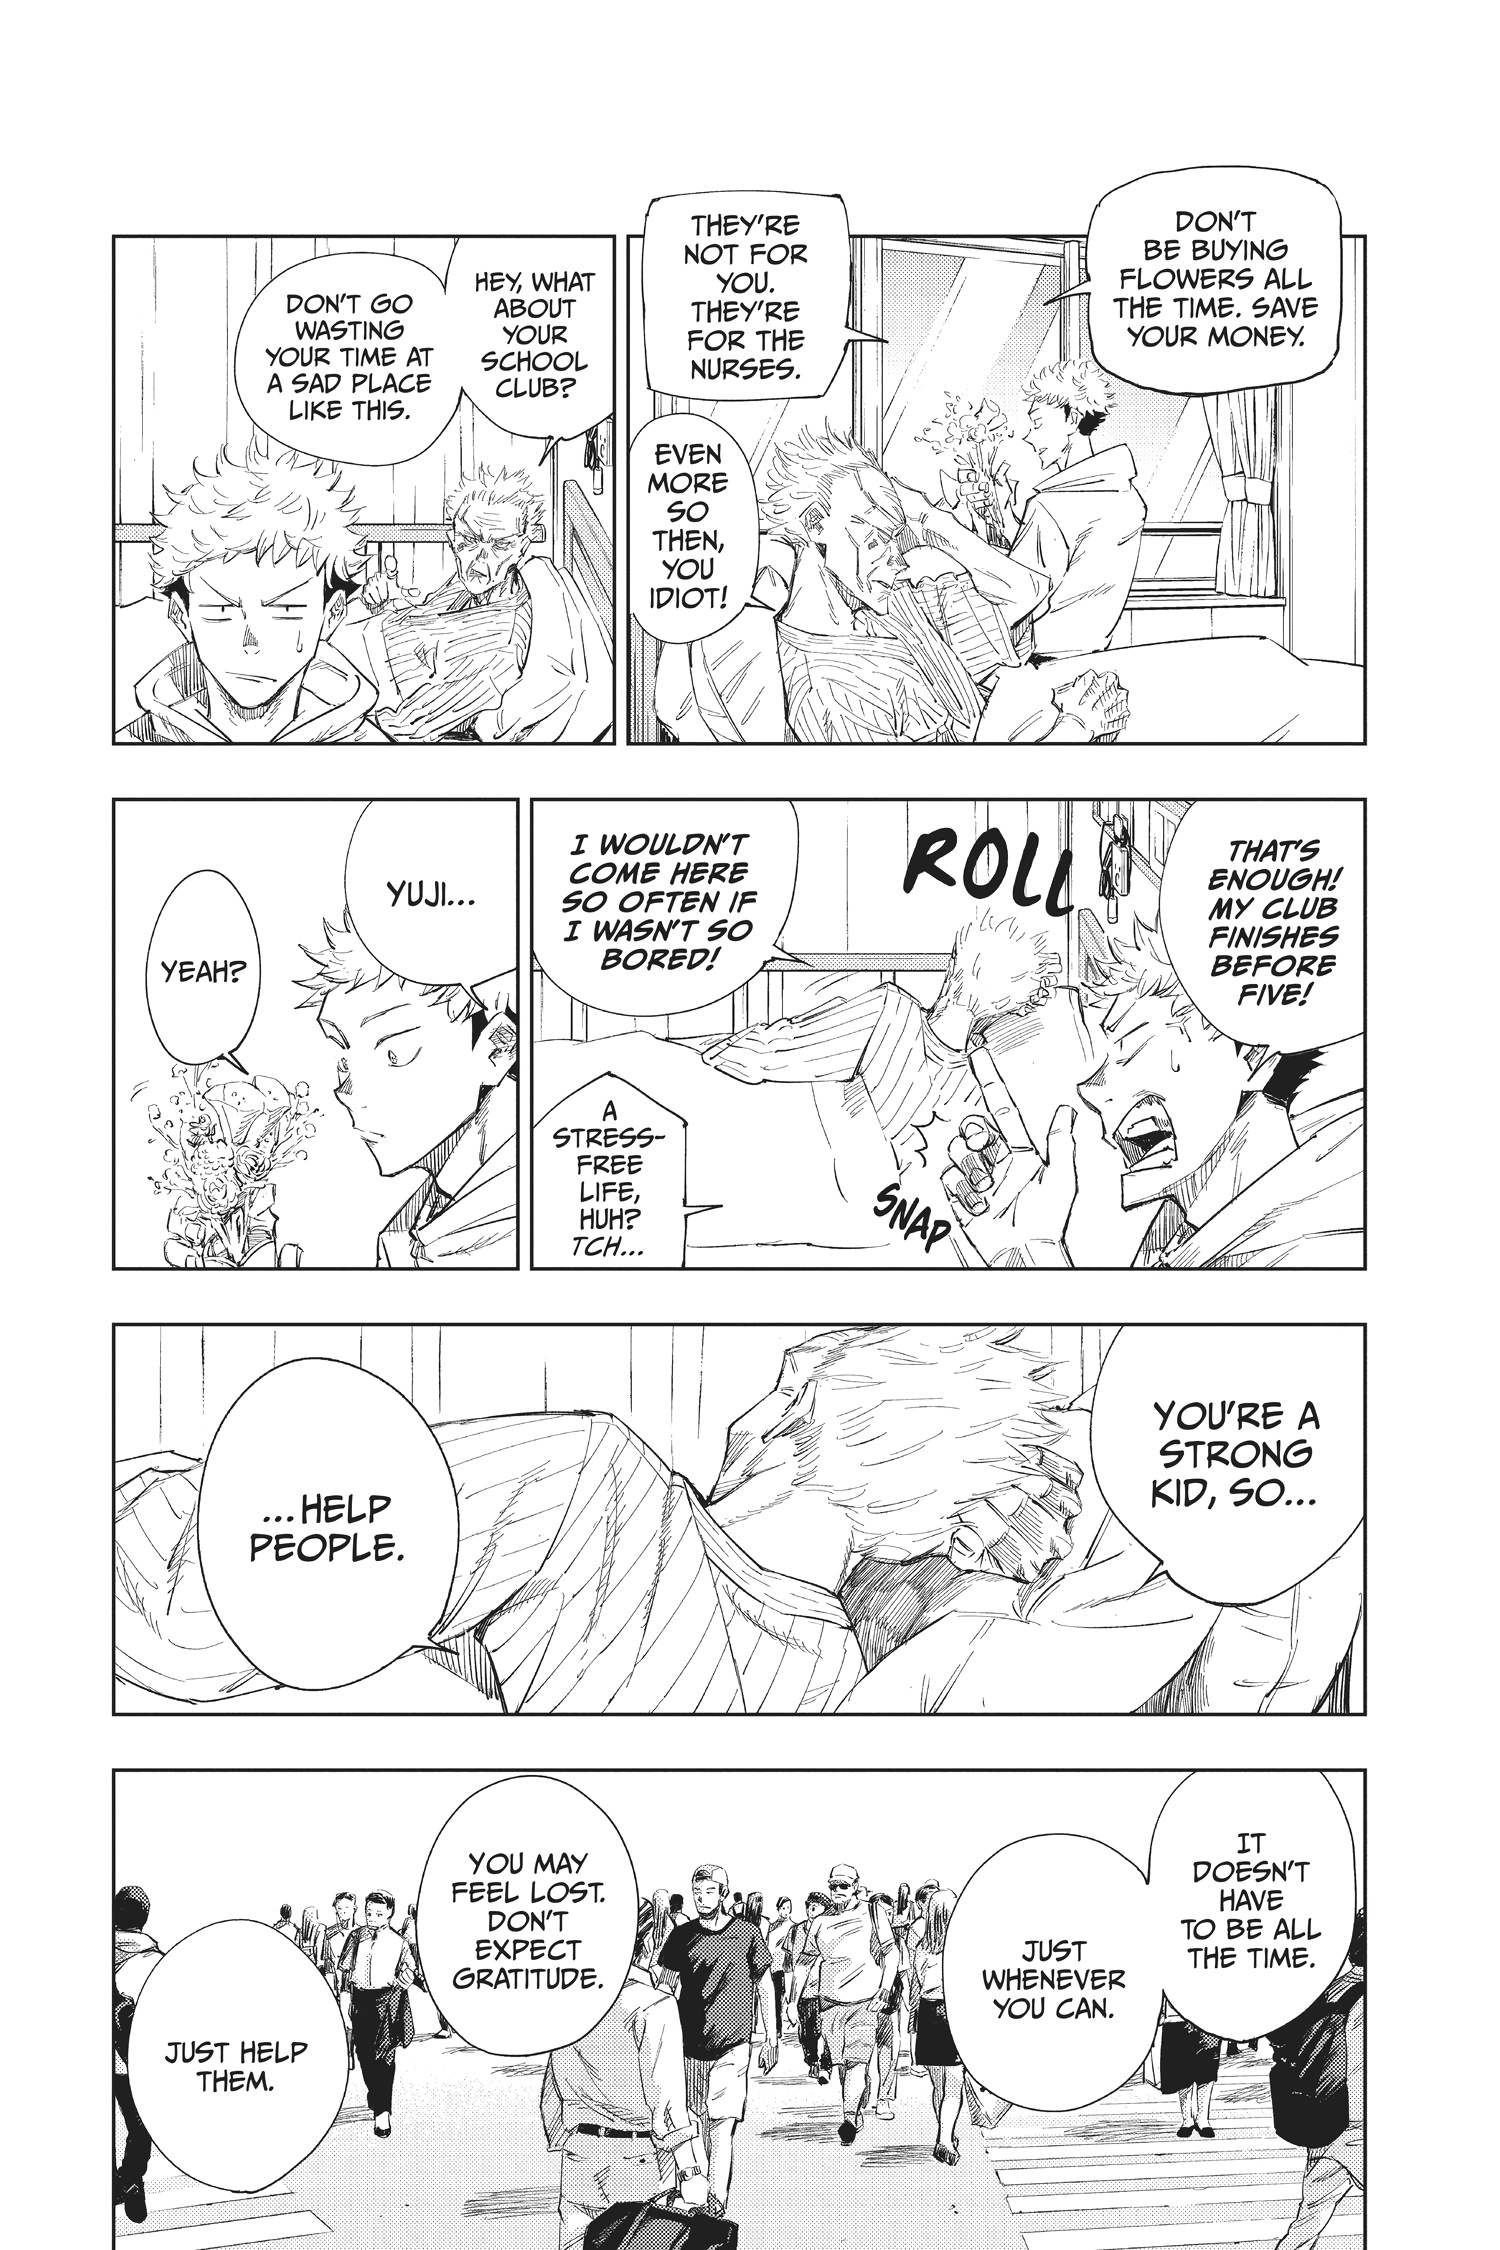 DON'T
BE BUYING
FLOWERS ALL
THE TIME. SAVE
YOUR MONEY.
THEY'RE
NOT FOR
YOU.
THEY'RE
FOR THE
NURSES.
EVEN
MORE
SO
THEN,
YOU
IDIOT!
HEY, WHAT
ABOUT
YOUR
SCHOOL
CLUB?
DON'T GO
WASTING
YOUR TIME AT
A SAD PLACE
LIKE THIS.
THAT'S
ENOUGH!
MY CLUB
FINISHES
BEFORE
FIVE!
ROLL
I WOULDN'T
COME HERE
SO OFTEN IF
I WASN'T SO
BORED!
SNAP
A
STRESS-
FREE
LIFE,
HUH?
TCH...
YUJI...
YEAH?
YOU'RE A
STRONG
KID, SO...
...HELP
PEOPLE.
IT
DOESN'T
HAVE
TO BE ALL
THE TIME.
JUST
WHENEVER
YOU CAN.
YOU MAY
FEEL LOST.
DON'T
EXPECT
GRATITUDE.
JUST HELP
THEM.